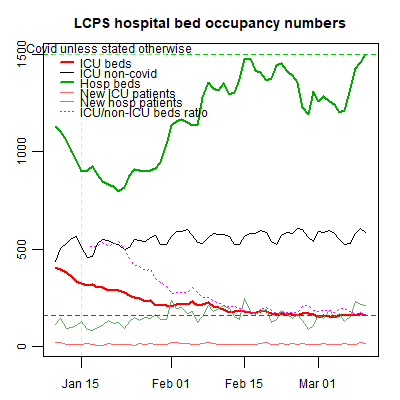 LCPS hospital bed occupancy numbers
Covid unless stated otherwise
ICU beds
ICU non-covid
Hosp beds
New ICU patients
New hosp patients
ICU/non-ICU beds ratio
1500
1000
500
0
Jan 15 Feb 01 Feb 15 Mar 01